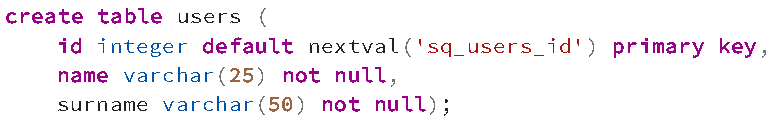 create table users (
    id integer default nextval('sq_users_id') primary key,
    name varchar(25) not null,
    surname varchar(50) not null);